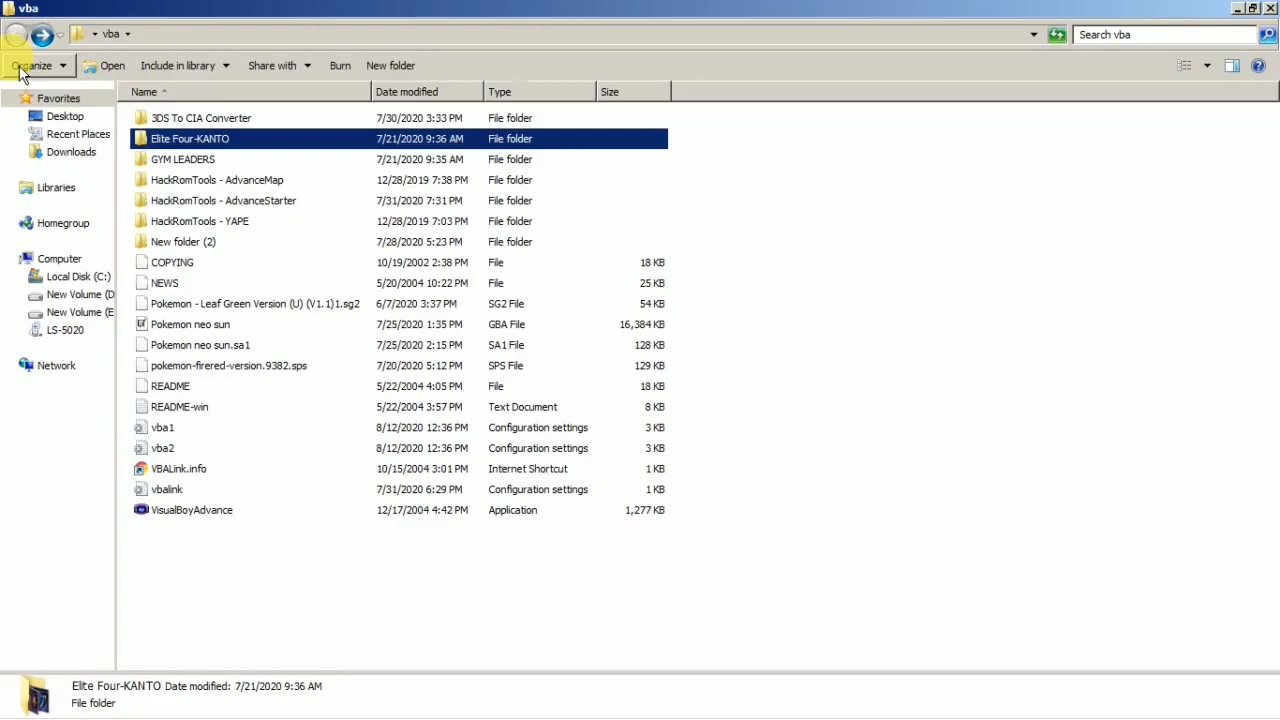 vba
vba
Search vba
Organize Open Include in library Share with Burn New folder
Name Date modified Type Size
Favorites
Desktop
Recent Places
Downloads
Libraries
Homegroup
Computer
Local Disk (C:)
New Volume (D
New Volume (E
LS-5020
Network
3DS To CIA Converter 7/30/2020 3:33 PM File folder
Elite Four-KANTO 7/21/2020 9:36 AM File folder
GYM LEADERS 7/21/2020 9:35 AM File folder
HackRomTools - AdvanceMap 12/28/2019 7:38 PM File folder
HackRomTools - AdvanceStarter 7/31/2020 7:31 PM File folder
HackRomTools - YAPE 12/28/2019 7:03 PM File folder
New folder (2) 7/28/2020 5:23 PM File folder
COPYING 10/19/2002 2:38 PM File 18 KB
NEWS 5/20/2004 10:22 PM File 25 KB
Pokemon - Leaf Green Version (U) (V1.1)1.sg2 6/7/2020 3:37 PM SG2 File 54 KB
Pokemon neo sun 7/25/2020 1:35 PM GBA File 16,384 KB
Pokemon neo sun.sa1 7/25/2020 2:15 PM SA1 File 128 KB
pokemon-firered-version.9382.sps 7/20/2020 5:12 PM SPS File 129 KB
README 5/22/2004 4:05 PM File 18 KB
README-win 5/22/2004 3:57 PM Text Document 8 KB
vba1 8/12/2020 12:36 PM Configuration settings 3 KB
vba2 8/12/2020 12:36 PM Configuration settings 3 KB
VBALink.info 10/15/2004 3:01 PM Internet Shortcut 1 KB
vbalink 7/31/2020 6:29 PM Configuration settings 1 KB
VisualBoyAdvance 12/17/2004 4:42 PM Application 1,277 KB
Elite Four-KANTO Date modified: 7/21/2020 9:36 AM
File folder